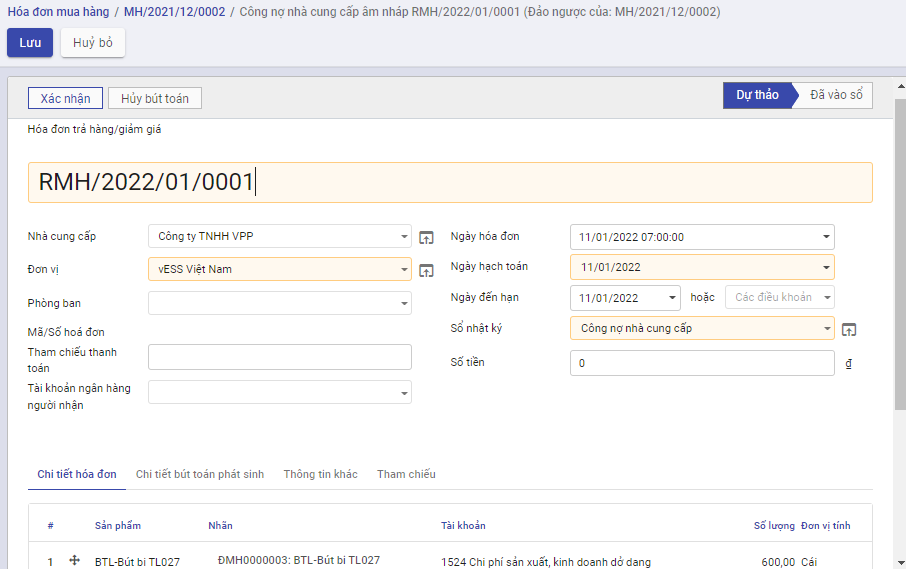 Hóa đơn mua hàng / MH/2021/12/0002 / Công nợ nhà cung cấp âm nháp RMH/2022/01/0001 (Đảo ngược của: MH/2021/12/0002)
Lưu Huỷ bỏ
Xác nhận Hủy bút toán Dự thảo Đã vào sổ
Hóa đơn trả hàng/giảm giá
RMH/2022/01/0001
Nhà cung cấp Công ty TNHH VPP Ngày hóa đơn 11/01/2022 07:00:00
Đơn vị vESS Việt Nam Ngày hạch toán 11/01/2022
Phòng ban Ngày đến hạn 11/01/2022 hoặc Các điều khoản
Mã/Số hoá đơn Sổ nhật ký Công nợ nhà cung cấp
Tham chiếu thanh toán Số tiền 0 ₫
Tài khoản ngân hàng
người nhận
Chi tiết hóa đơn Chi tiết bút toán phát sinh Thông tin khác Tham chiếu
# Sản phẩm Nhãn Tài khoản Số lượng Đơn vị tính
1 BTL-Bút bi TL027 ĐMH0000003: BTL-Bút bi TL027 1524 Chi phí sản xuất, kinh doanh dở dang 600,00 Cái